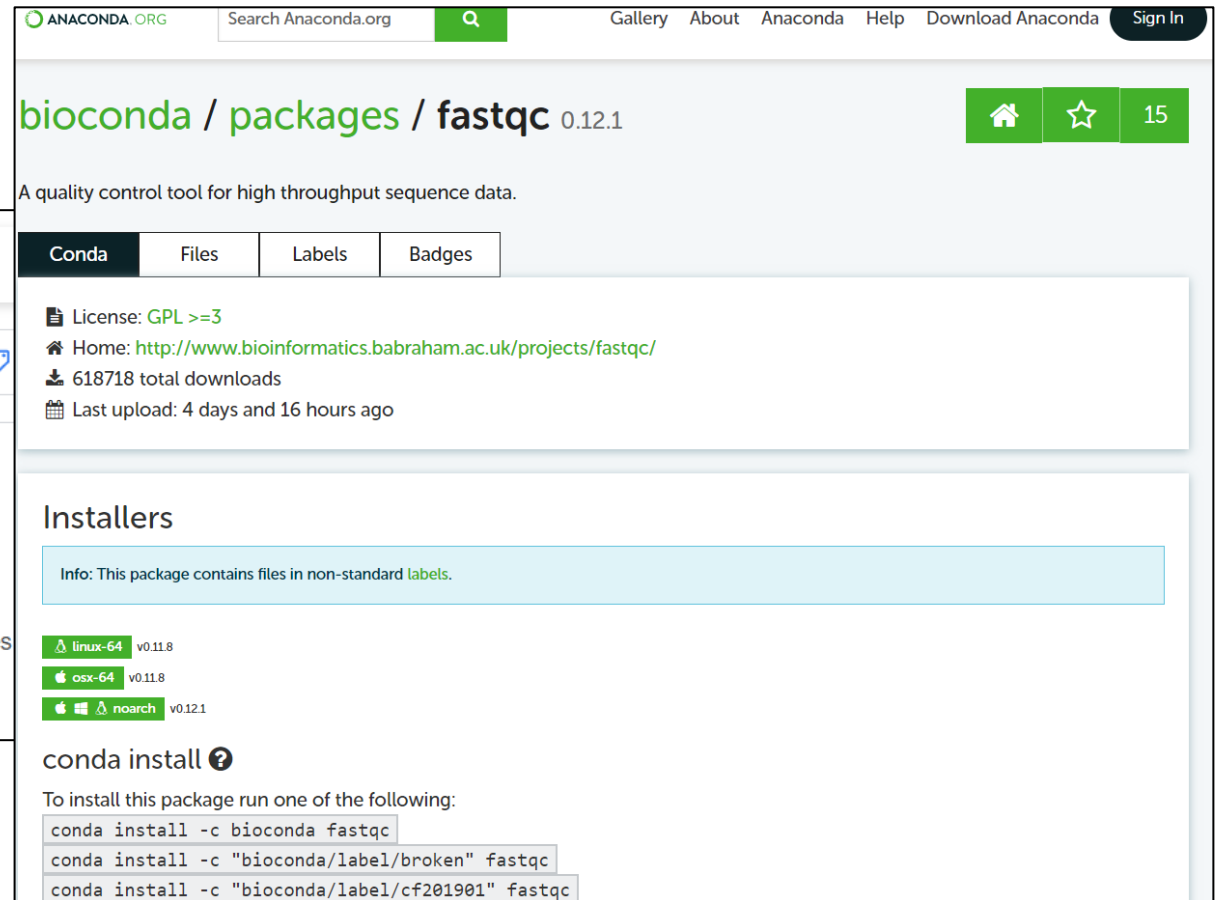 ANACONDA.ORG Search Anaconda.org Gallery About Anaconda Help Download Anaconda Sign In
bioconda / packages / fastqc 0.12.1 15
A quality control tool for high throughput sequence data.
Conda Files Labels Badges
License: GPL >=3
Home: http://www.bioinformatics.babraham.ac.uk/projects/fastqc/
618718 total downloads
Last upload: 4 days and 16 hours ago
Installers
Info: This package contains files in non-standard labels.
linux-64 v0.11.8
osx-64 v0.11.8
noarch v0.12.1
conda install ?
To install this package run one of the following:
conda install -c bioconda fastqc
conda install -c "bioconda/label/broken" fastqc
conda install -c "bioconda/label/cf201901" fastqc